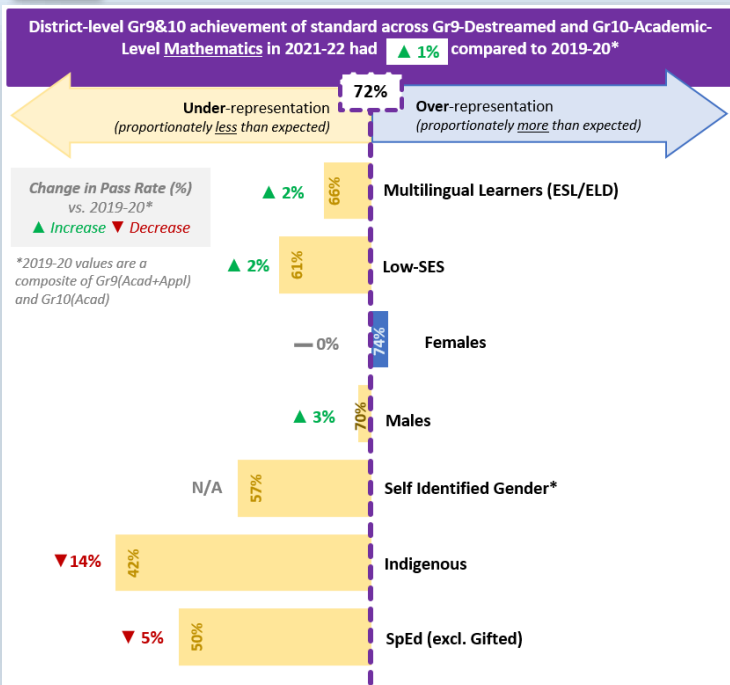 District-level Gr9&10 achievement of standard across Gr9-Destreamed and Gr10-Academic-
Level Mathematics in 2021-22 had ▲ 1% compared to 2019-20*
72%
Under-representation
(proportionately less than expected)
Over-representation
(proportionately more than expected)
Change in Pass Rate (%)
vs. 2019-20*
▲ Increase ▼ Decrease
*2019-20 values are a
composite of Gr9(Acad+Appl)
and Gr10(Acad)
▲ 2% 66% Multilingual Learners (ESL/ELD)
▲ 2% 61% Low-SES
— 0% 74% Females
▲ 3% 70% Males
N/A 57% Self Identified Gender*
▼ 14% 42% Indigenous
▼ 5% 50% SpEd (excl. Gifted)